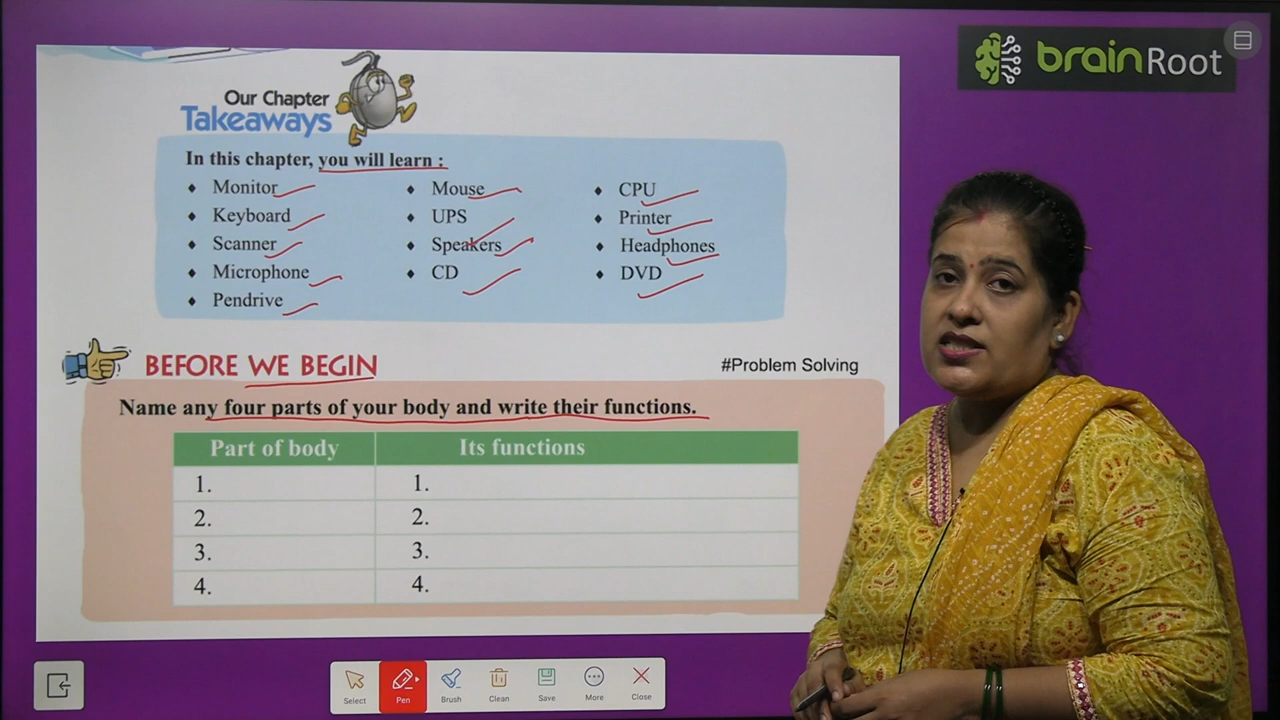 brainRoot
Our Chapter
Takeaways
In this chapter, you will learn :
♦ Monitor ♦ Mouse ♦ CPU
♦ Keyboard ♦ UPS ♦ Printer
♦ Scanner ♦ Speakers ♦ Headphones
♦ Microphone ♦ CD ♦ DVD
♦ Pendrive
BEFORE WE BEGIN #Problem Solving
Name any four parts of your body and write their functions.
Part of body Its functions
1. 1.
2. 2.
3. 3.
4. 4.
Select Pen Brush Clean Save More Close